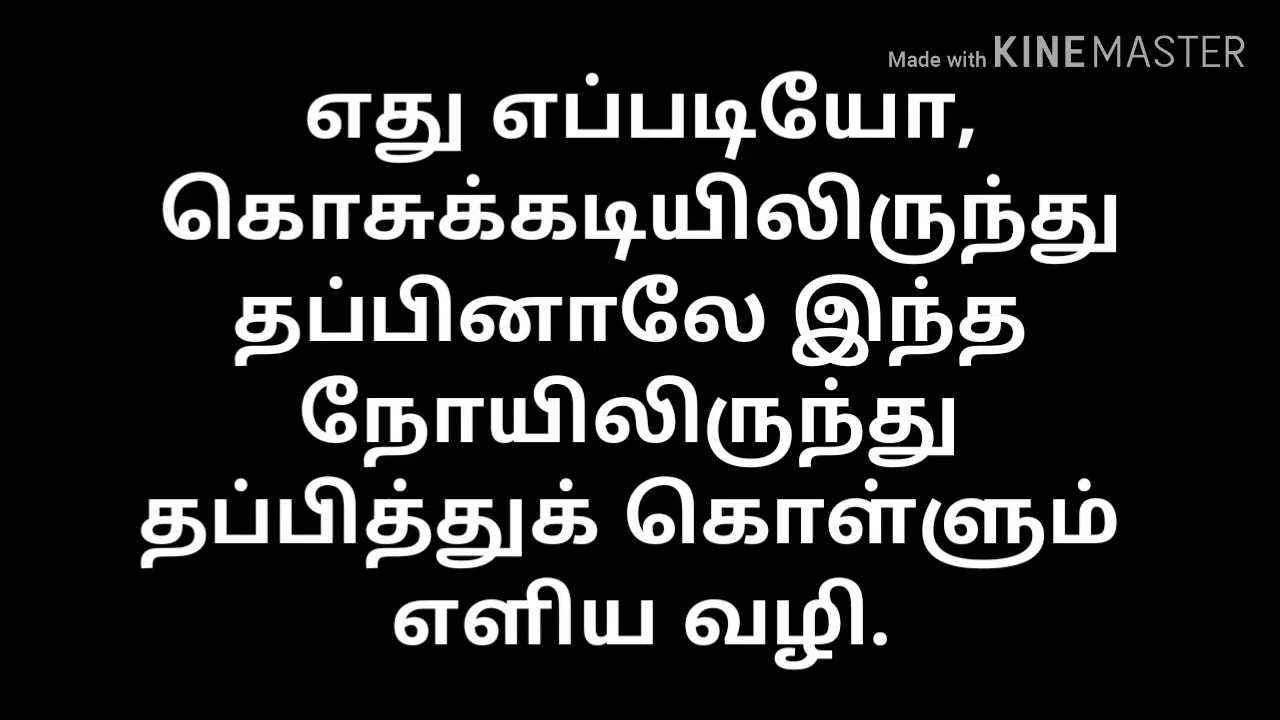 Made with KINEMASTER
எது எப்படியோ,
கொசுக்கடியிலிருந்து
தப்பினாலே இந்த
நோயிலிருந்து
தப்பித்துக் கொள்ளும்
எளிய வழி.